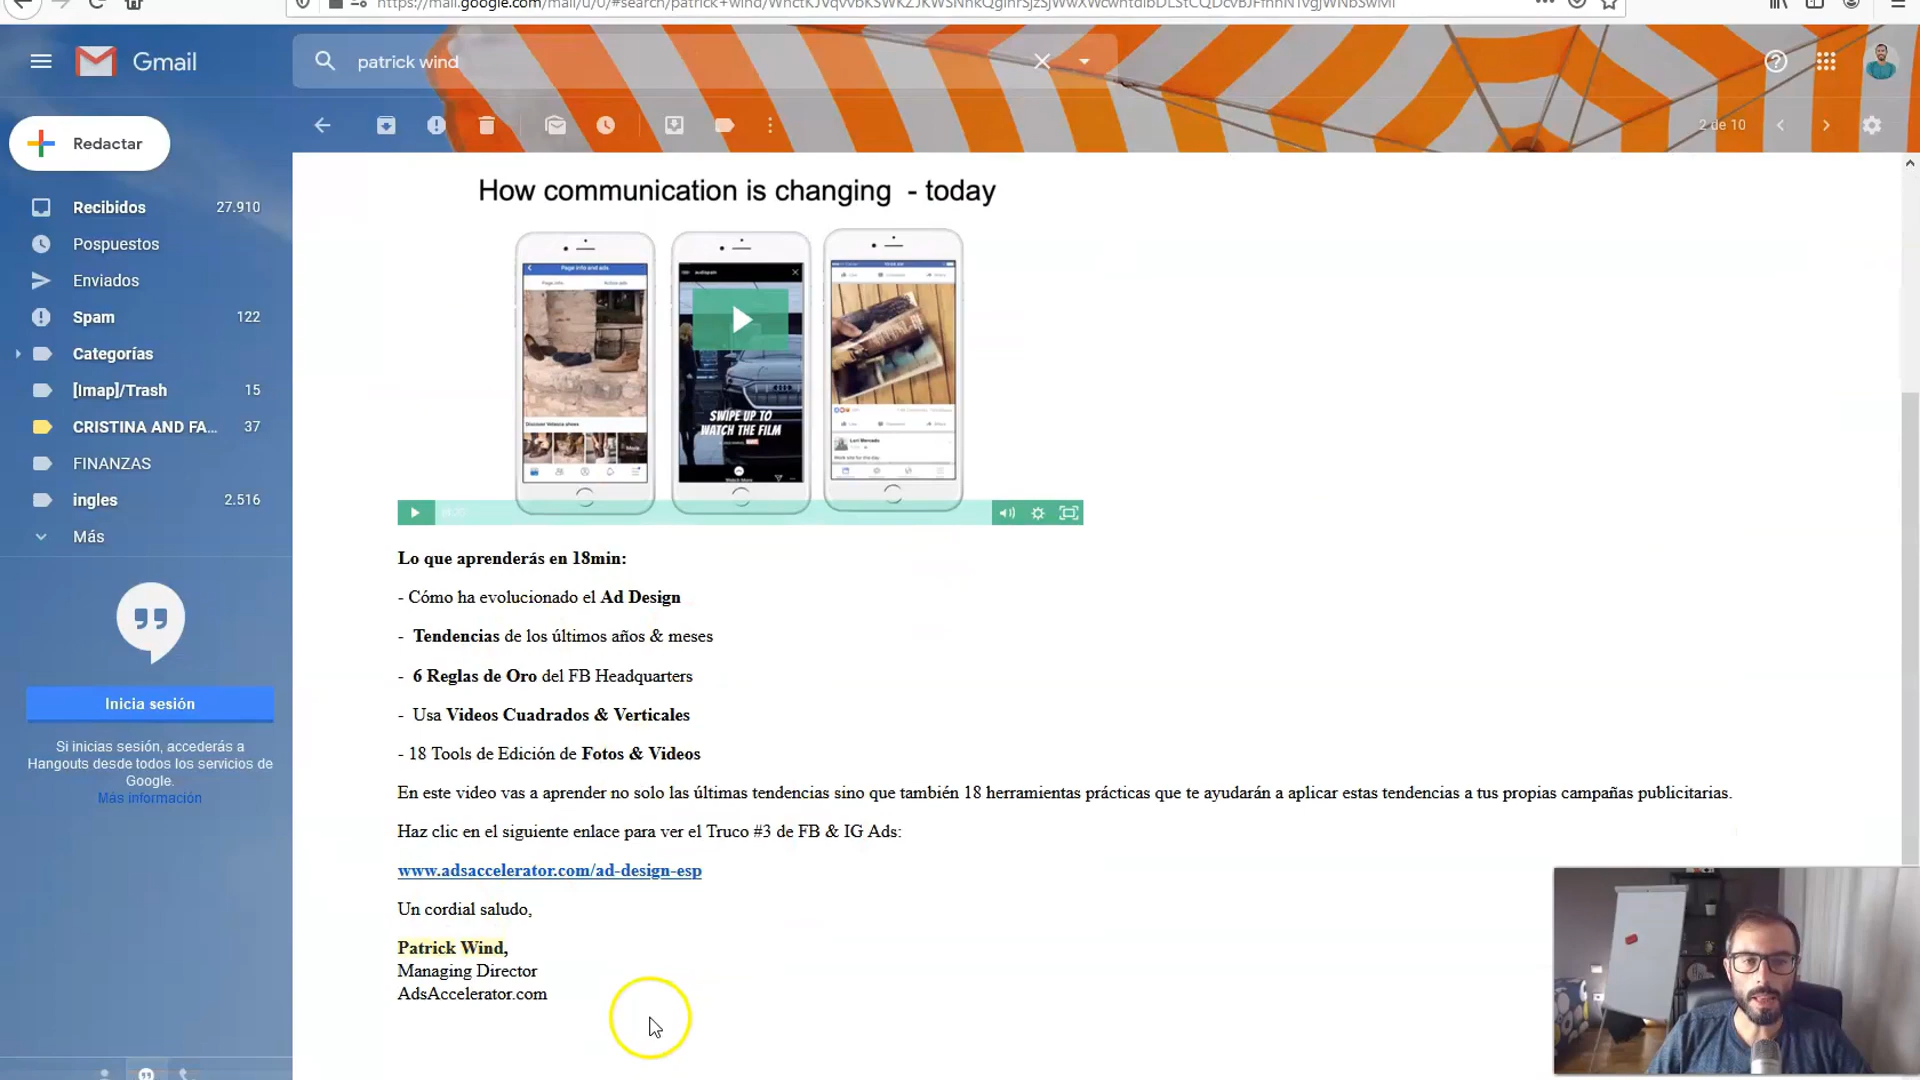 Gmail
patrick wind
Redactar
2 de 10
Recibidos 27.910
Pospuestos
Enviados
Spam 122
Categorías
[Imap]/Trash 15
CRISTINA AND FA... 37
FINANZAS
ingles 2.516
Más
Inicia sesión
Si inicias sesión, accederás a
Hangouts desde todos los servicios de
Google.
Más información
How communication is changing - today
Page info and ads
SWIPE UP TO
WATCH THE FILM
Lo que aprenderás en 18min:
- Cómo ha evolucionado el Ad Design
- Tendencias de los últimos años & meses
- 6 Reglas de Oro del FB Headquarters
- Usa Videos Cuadrados & Verticales
- 18 Tools de Edición de Fotos & Videos
En este video vas a aprender no solo las últimas tendencias sino que también 18 herramientas prácticas que te ayudarán a aplicar estas tendencias a tus propias campañas publicitarias.
Haz clic en el siguiente enlace para ver el Truco #3 de FB & IG Ads:
www.adsaccelerator.com/ad-design-esp
Un cordial saludo,
Patrick Wind,
Managing Director
AdsAccelerator.com